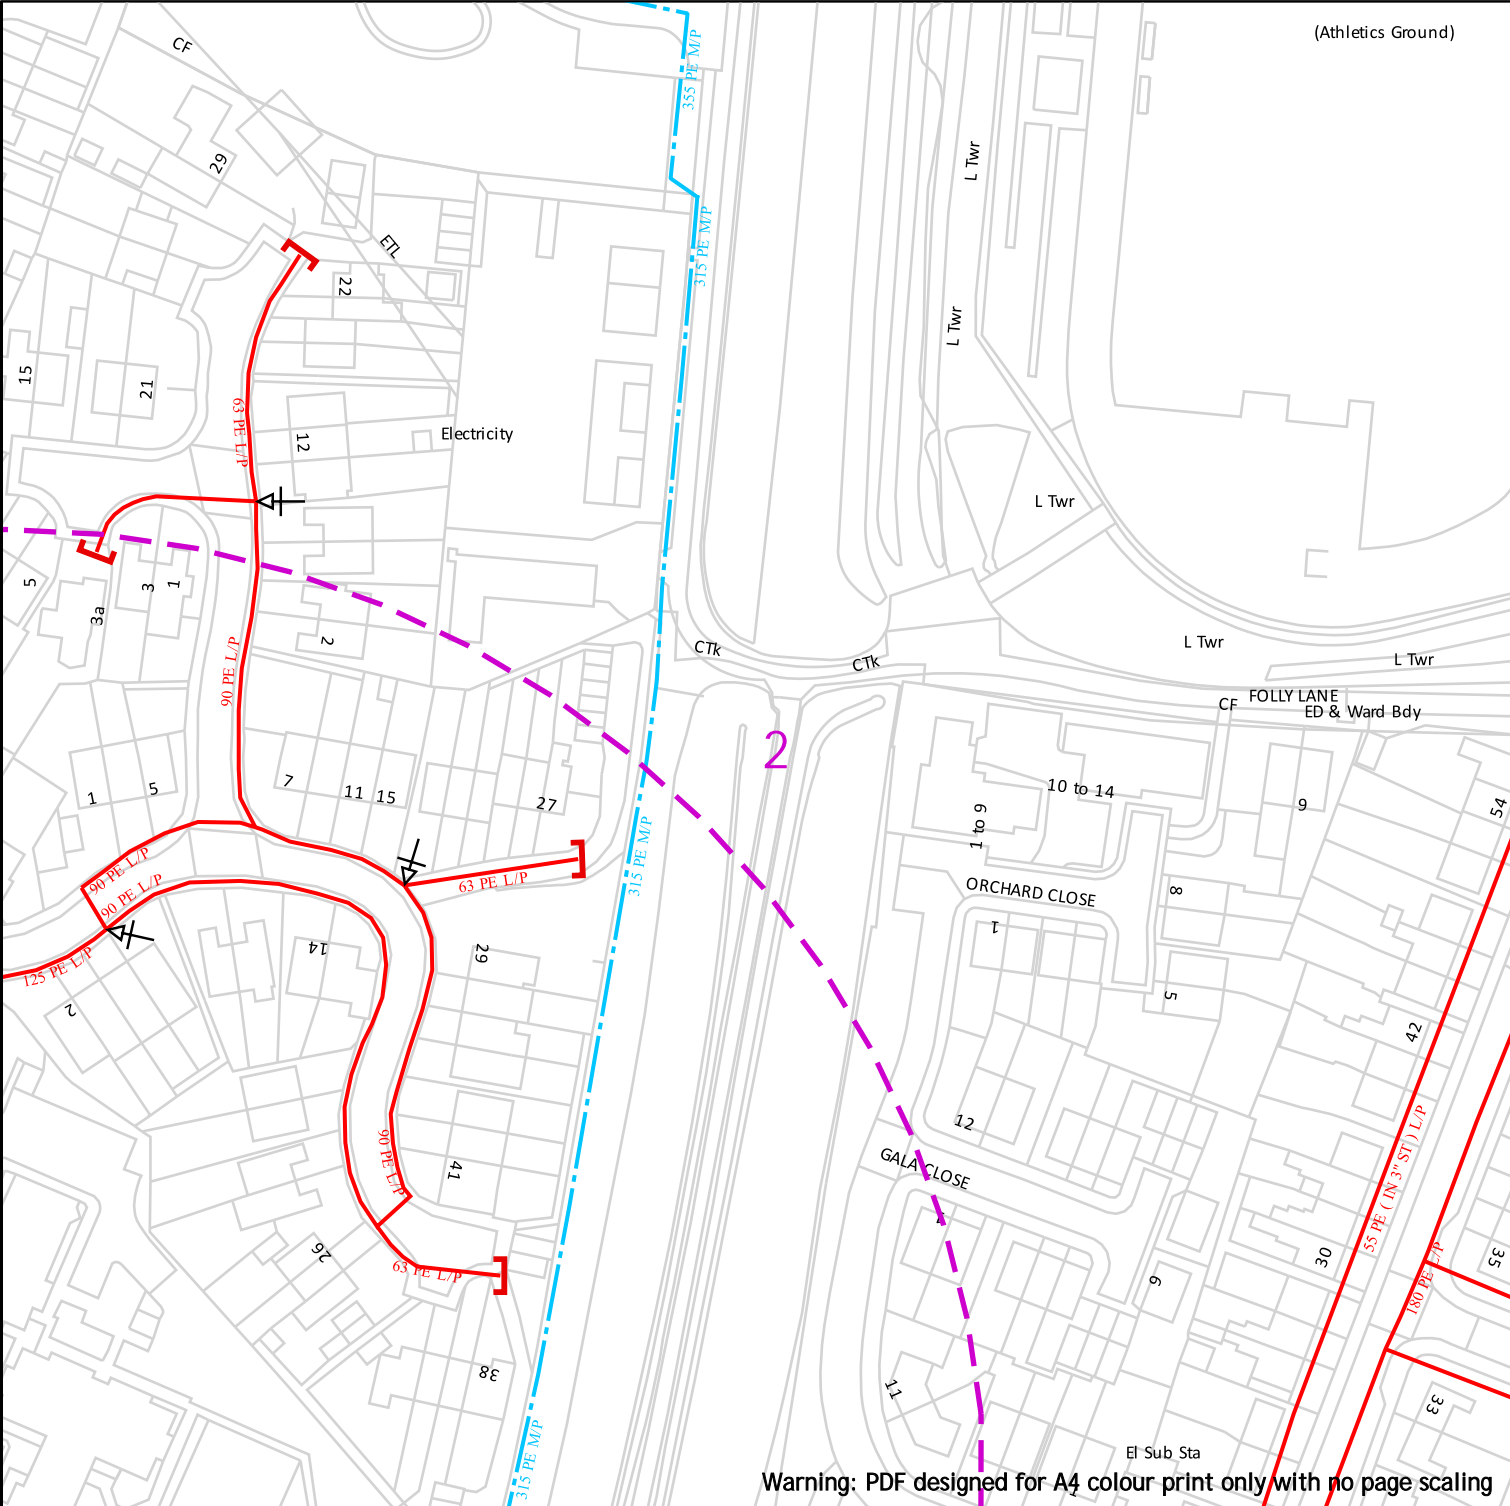 (Athletics Ground)
CF
355 PE M/P
29
L Twr
315 PE M/P
ETL
22
L Twr
15
21
63 PE L/P
12
Electricity
L Twr
5
3a
3
1
2
90 PE L/P
CTk
CTk
L Twr
L Twr
FOLLY LANE
CF
ED & Ward Bdy
2
1
5
7
11
15
27
10 to 14
1 to 9
9
54
315 PE M/P
90 PE L/P
90 PE L/P
63 PE L/P
ORCHARD CLOSE
8
1
125 PE L/P
14
29
2
5
42
90 PE L/P
41
12
GALA CLOSE
1
55 PE ( IN 3" ST ) L/P
26
63 PE L/P
9
30
180 PE L/P
35
38
11
33
315 PE M/P
El Sub Sta
Warning: PDF designed for A4 colour print only with no page scaling